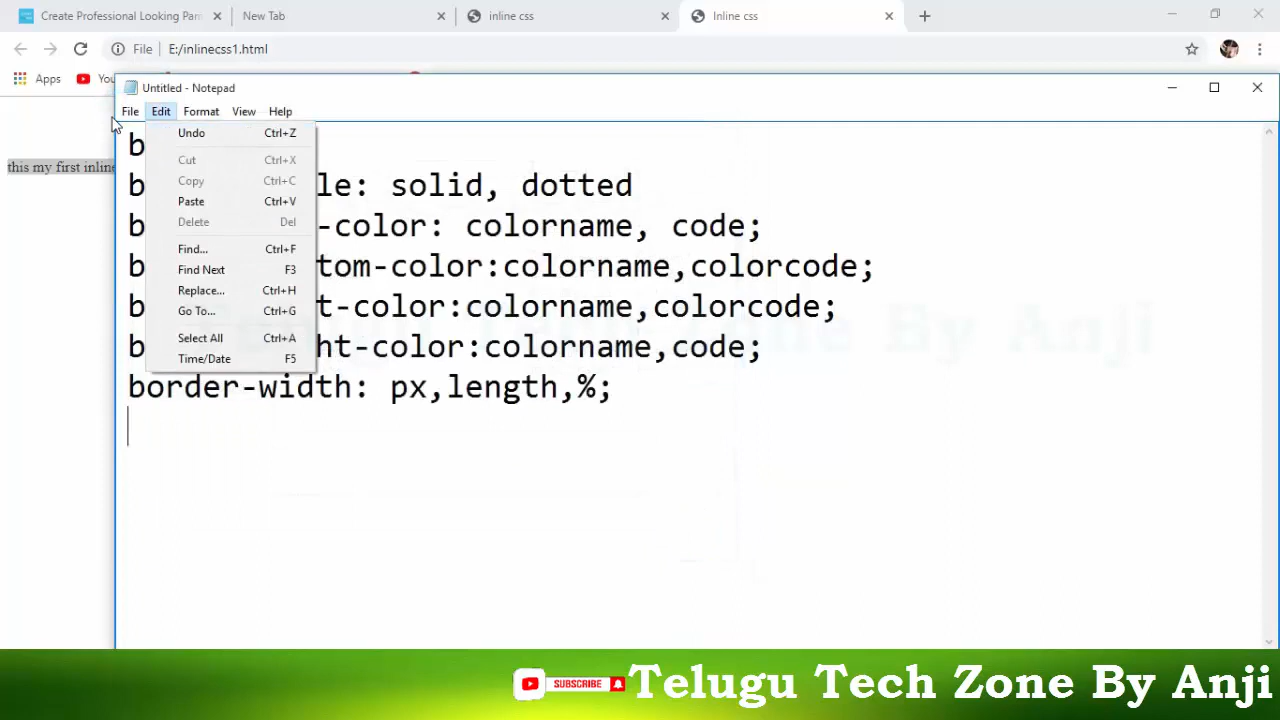 Create Professional Looking Pam
New Tab
inline css
Inline css
File
E:/inlinecss1.html
Apps
You
Untitled - Notepad
File Edit Format View Help
Undo Ctrl+Z
Cut Ctrl+X
Copy Ctrl+C
Paste Ctrl+V
Delete Del
Find... Ctrl+F
Find Next F3
Replace... Ctrl+H
Go To... Ctrl+G
Select All Ctrl+A
Time/Date F5
this my first inline
b
b le: solid, dotted
b -color: colorname, code;
b tom-color:colorname,colorcode;
b t-color:colorname,colorcode;
b ht-color:colorname,code;
border-width: px,length,%;
SUBSCRIBE
Telugu Tech Zone By Anji